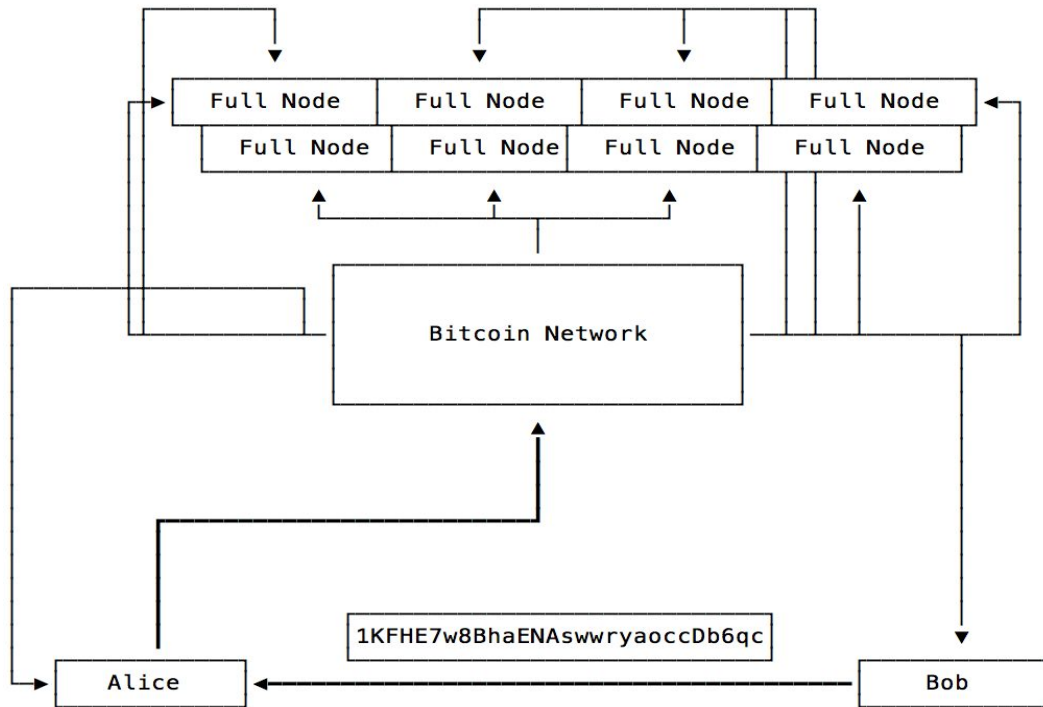 Full Node Full Node Full Node Full Node
Full Node Full Node Full Node Full Node
Bitcoin Network
1KFHE7w8BhaENAswwryaoccDb6qc
Alice Bob